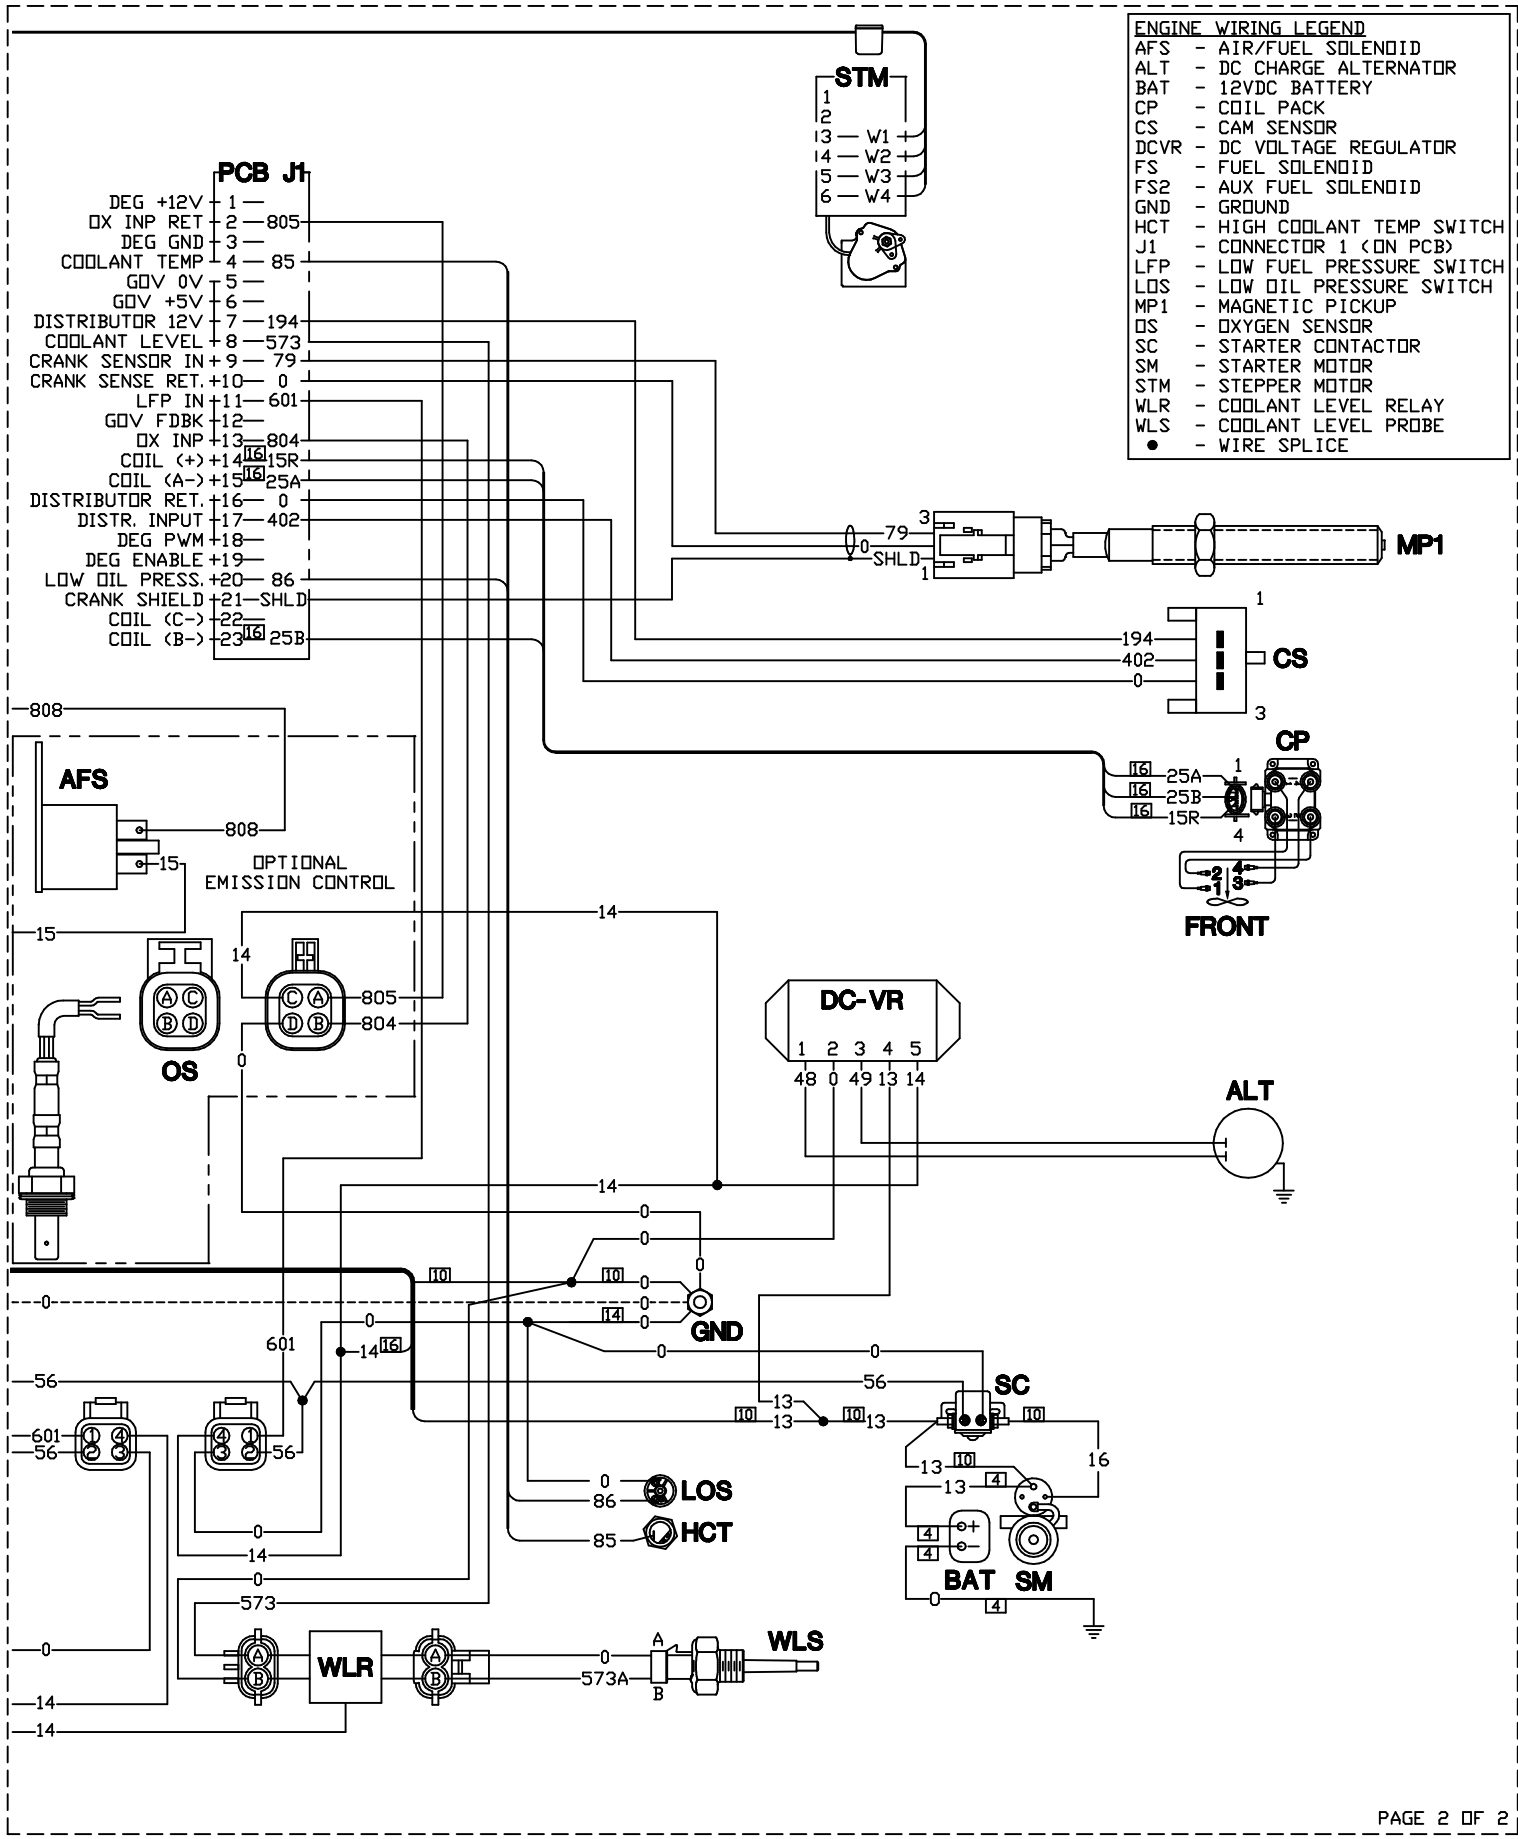 ENGINE WIRING LEGEND
AFS - AIR/FUEL SOLENOID
ALT - DC CHARGE ALTERNATOR
BAT - 12VDC BATTERY
CP - COIL PACK
CS - CAM SENSOR
DCVR - DC VOLTAGE REGULATOR
FS - FUEL SOLENOID
FS2 - AUX FUEL SOLENOID
GND - GROUND
HCT - HIGH COOLANT TEMP SWITCH
J1 - CONNECTOR 1 (ON PCB)
LFP - LOW FUEL PRESSURE SWITCH
LOS - LOW OIL PRESSURE SWITCH
MP1 - MAGNETIC PICKUP
OS - OXYGEN SENSOR
SC - STARTER CONTACTOR
SM - STARTER MOTOR
STM - STEPPER MOTOR
WLR - COOLANT LEVEL RELAY
WLS - COOLANT LEVEL PROBE
● - WIRE SPLICE
STM
1
2
3 W1
4 W2
5 W3
6 W4
PCB J1
DEG +12V 1
OX INP RET 2 805
DEG GND 3
COOLANT TEMP 4 85
GOV 0V 5
GOV +5V 6
DISTRIBUTOR 12V 7 194
COOLANT LEVEL 8 573
CRANK SENSOR IN 9 79
CRANK SENSE RET. 10 0
LFP IN 11 601
GOV FDBK 12
OX INP 13 804
COIL (+) 14 16 15R
COIL (A-) 15 16 25A
DISTRIBUTOR RET. 16 0
DISTR. INPUT 17 402
DEG PWM 18
DEG ENABLE 19
LOW OIL PRESS. 20 86
CRANK SHIELD 21 SHLD
COIL (C-) 22
COIL (B-) 23 16 25B
3
79
0
SHLD
1
MP1
1
194
402
0
CS
3
CP
16 25A 1
16 25B
16 15R
4
1 4
3 2
2 4
1 3
FRONT
808
AFS
808
15
OPTIONAL
EMISSION CONTROL
15
14
14
A C
B D
OS
C A 805
D B 804
0
DC-VR
1 2 3 4 5
48 0 49 13 14
ALT
14
0
0
0
10 10 0
0 0
14 0
GND
0
14 16
601
0 0
56 56
SC
13
10 13 10 13 10
601 1 4
56 2 3
4 1
3 2 56
13 10
13 4
16
0
86
LOS
85 HCT
4 +
4 -
BAT SM
0 4
0
14
0
573
0
A
B
WLR
A
B
0 A
573A B
WLS
14
14
PAGE 2 OF 2